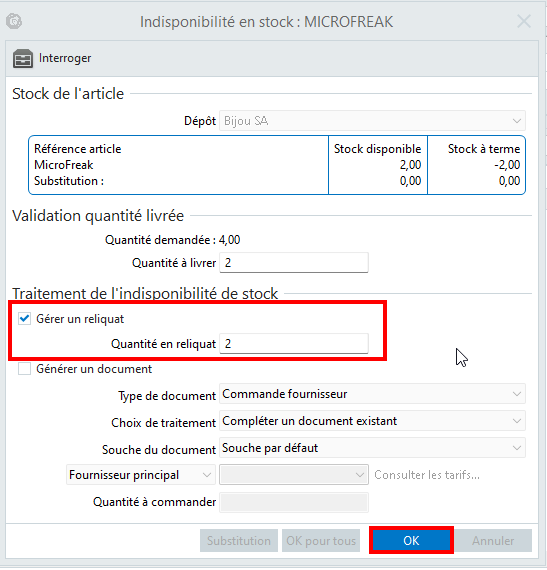 Indisponibilité en stock : MICROFREAK
Interroger
Stock de l'article
Dépôt Bijou SA
Référence article Stock disponible Stock à terme
MicroFreak 2,00 -2,00
Substitution : 0,00 0,00
Validation quantité livrée
Quantité demandée : 4,00
Quantité à livrer 2
Traitement de l'indisponibilité de stock
Gérer un reliquat
Quantité en reliquat 2
Générer un document
Type de document Commande fournisseur
Choix de traitement Compléter un document existant
Souche du document Souche par défaut
Fournisseur principal Consulter les tarifs...
Quantité à commander
Substitution OK pour tous OK Annuler